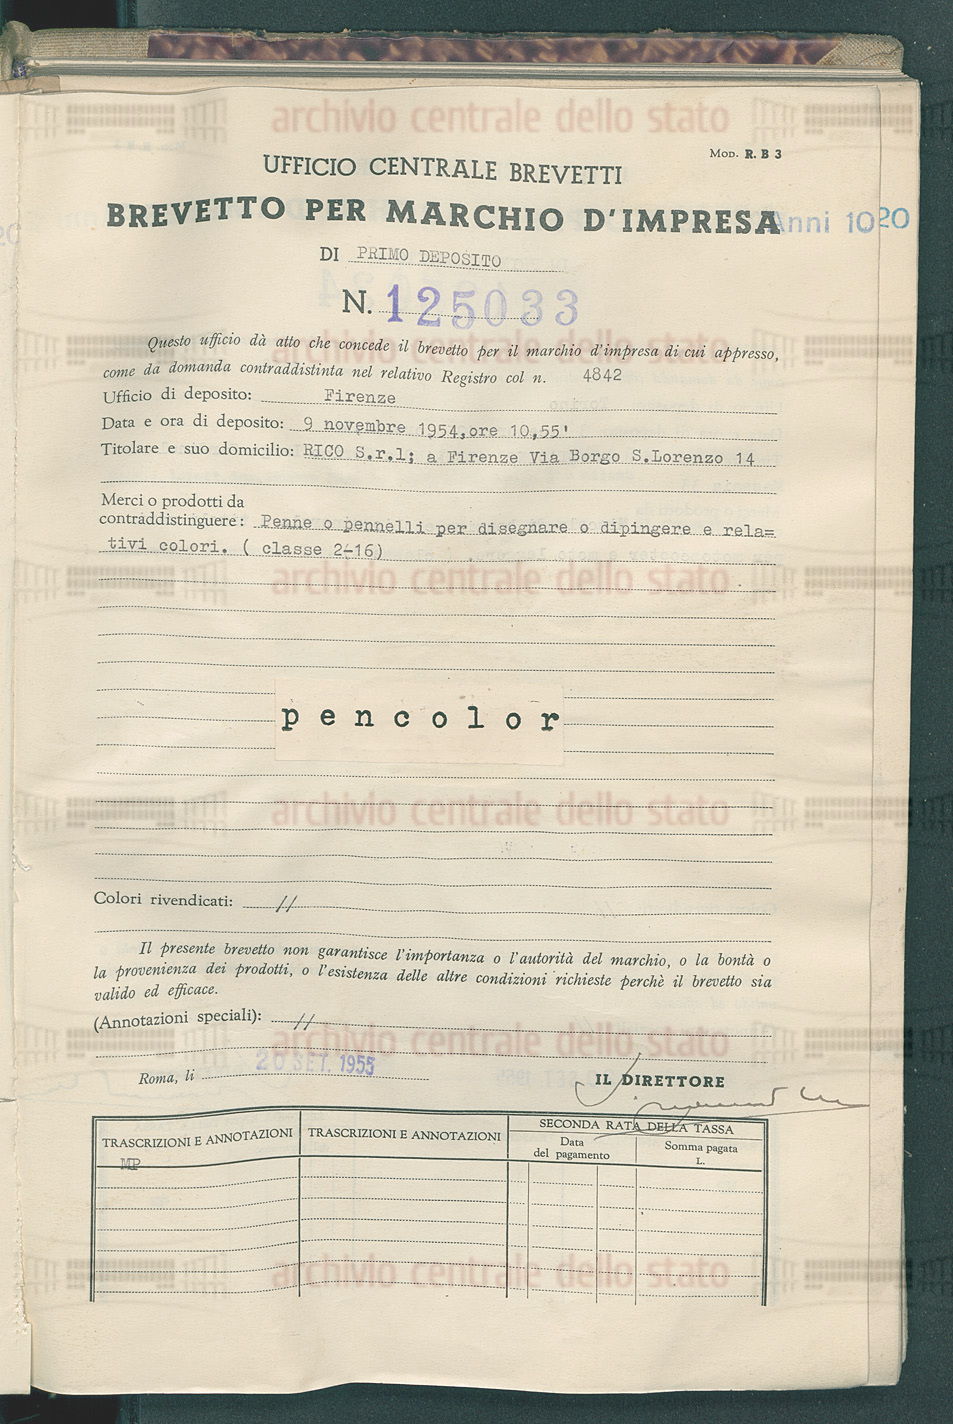 archivio centrale dello stato
Mod. R. B 3
UFFICIO CENTRALE BREVETTI
BREVETTO PER MARCHIO D'IMPRESA
Anni 10 20
DI PRIMO DEPOSITO
N. 125033
archivio centrale dello stato
Questo ufficio dà atto che concede il brevetto per il marchio d'impresa di cui appresso,
come da domanda contraddistinta nel relativo Registro col n. 4842
Ufficio di deposito: Firenze
Data e ora di deposito: 9 novembre 1954,ore 10,55'
Titolare e suo domicilio: RICO S.r.l; a Firenze Via Borgo S.Lorenzo 14
Merci o prodotti da
contraddistinguere: Penne o pennelli per disegnare o dipingere e rela=
tivi colori. ( classe 2-16)
archivio centrale dello stato
pencolor
archivio centrale dello stato
Colori rivendicati: //
Il presente brevetto non garantisce l'importanza o l'autorità del marchio, o la bontà o
la provenienza dei prodotti, o l'esistenza delle altre condizioni richieste perchè il brevetto sia
valido ed efficace.
(Annotazioni speciali): //
archivio centrale dello stato
Roma, li 20 SET. 1955
IL DIRETTORE
TRASCRIZIONI E ANNOTAZIONI
TRASCRIZIONI E ANNOTAZIONI
SECONDA RATA DELLA TASSA
Data
del pagamento
Somma pagata
L.
MP
archivio centrale dello stato